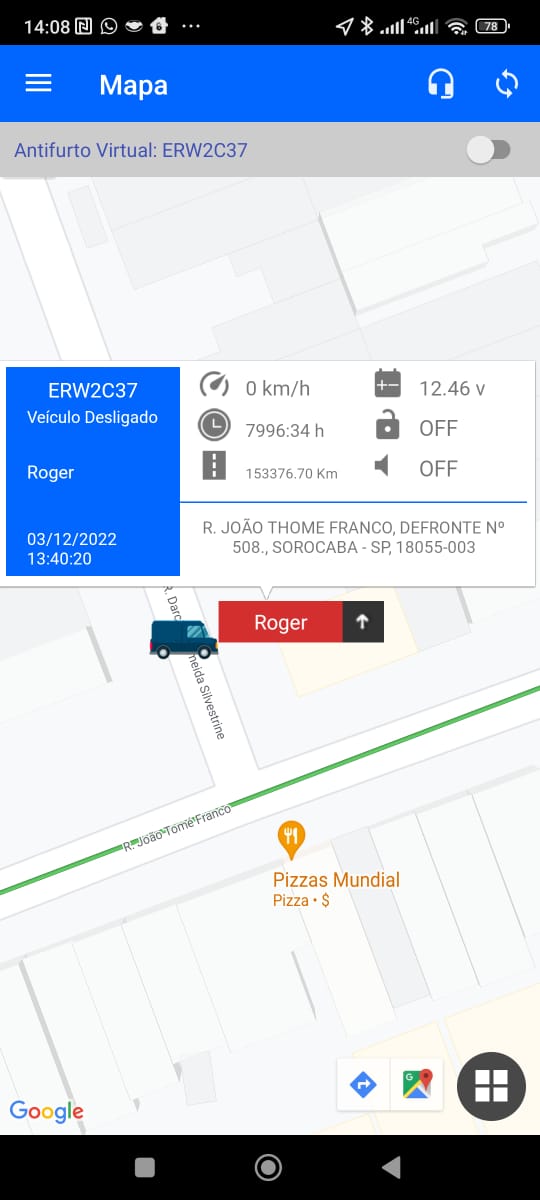 14:08
4G
78
Mapa
Antifurto Virtual: ERW2C37
ERW2C37
Veículo Desligado
Roger
03/12/2022
13:40:20
0 km/h
12.46 v
7996:34 h
OFF
153376.70 Km
OFF
R. JOÃO THOME FRANCO, DEFRONTE Nº
508., SOROCABA - SP, 18055-003
Roger
R. Darc
meida Silvestrine
R. João Tomé Franco
Pizzas Mundial
Pizza • $
Google